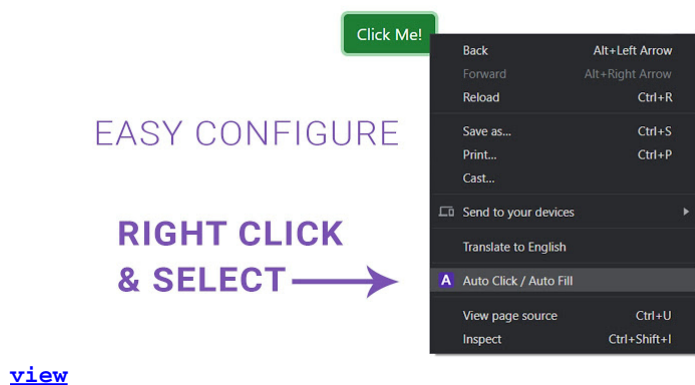 Click Me!
Back Alt+Left Arrow
Forward Alt+Right Arrow
Reload Ctrl+R
EASY CONFIGURE
Save as... Ctrl+S
Print... Ctrl+P
Cast...
Send to your devices
RIGHT CLICK
& SELECT
Translate to English
A Auto Click / Auto Fill
View page source Ctrl+U
Inspect Ctrl+Shift+I
view